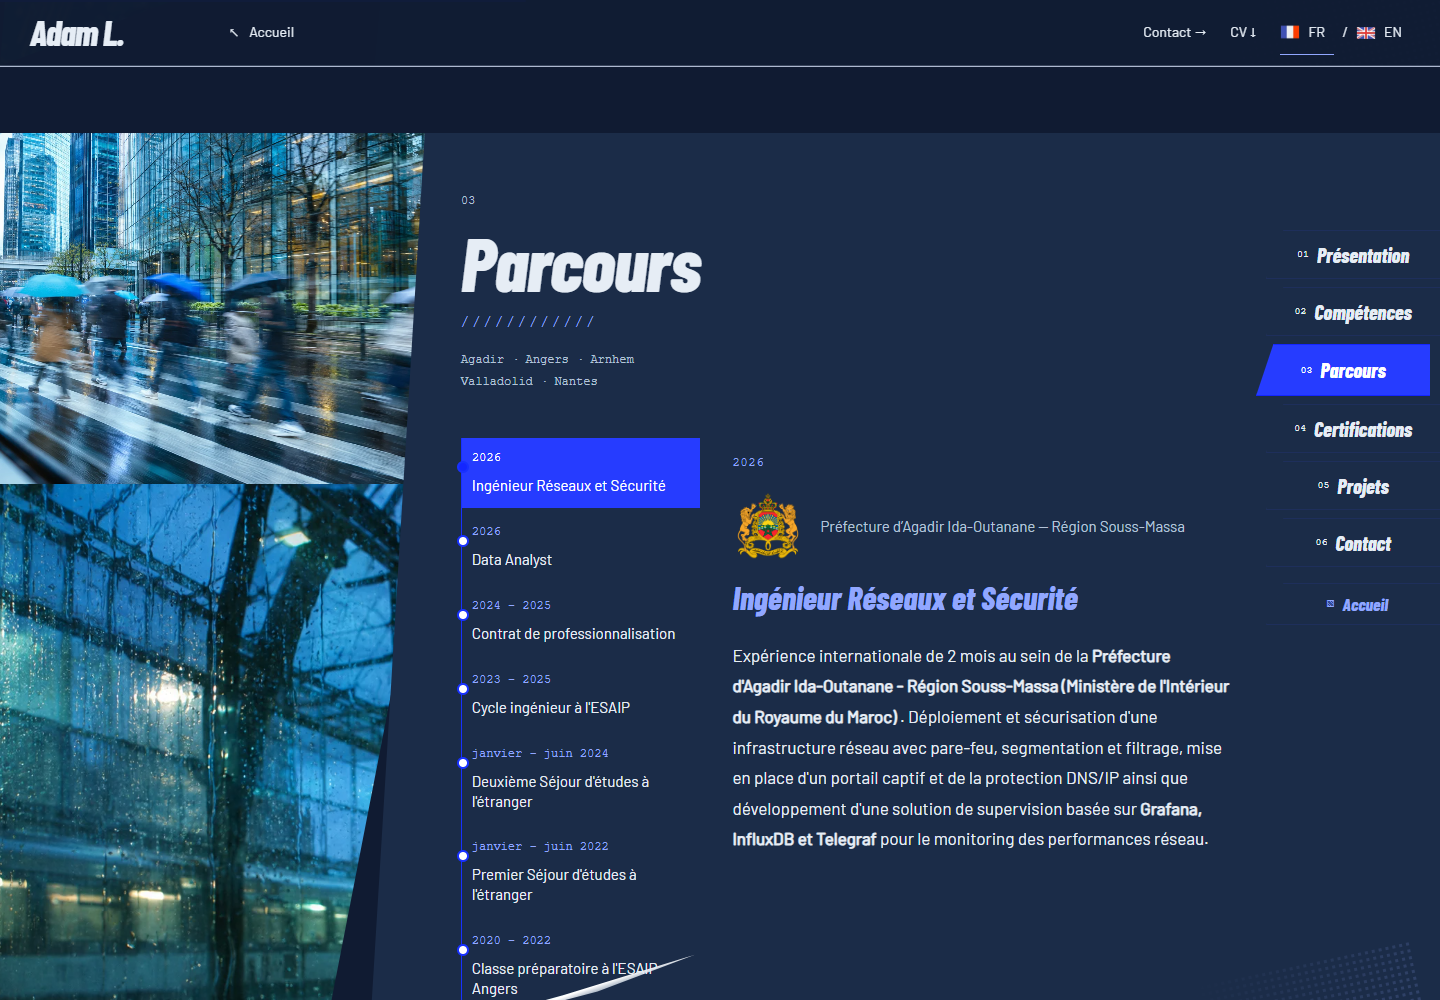 Adam L.
↖ Accueil
Contact →
CV ↓
FR / EN
03
Parcours
////////////
Agadir · Angers · Arnhem
Valladolid · Nantes
2026
Ingénieur Réseaux et Sécurité
2026
Data Analyst
2024 – 2025
Contrat de professionnalisation
2023 – 2025
Cycle ingénieur à l'ESAIP
janvier – juin 2024
Deuxième Séjour d'études à
l'étranger
janvier – juin 2022
Premier Séjour d'études à
l'étranger
2020 – 2022
Classe préparatoire à l'ESAIP
Angers
2026
Préfecture d’Agadir Ida-Outanane — Région Souss-Massa
Ingénieur Réseaux et Sécurité
Expérience internationale de 2 mois au sein de la Préfecture
d'Agadir Ida-Outanane - Région Souss-Massa (Ministère de l'Intérieur
du Royaume du Maroc) . Déploiement et sécurisation d'une
infrastructure réseau avec pare-feu, segmentation et filtrage, mise
en place d'un portail captif et de la protection DNS/IP ainsi que
développement d'une solution de supervision basée sur Grafana,
InfluxDB et Telegraf pour le monitoring des performances réseau.
01 Présentation
02 Compétences
03 Parcours
04 Certifications
05 Projets
06 Contact
Accueil